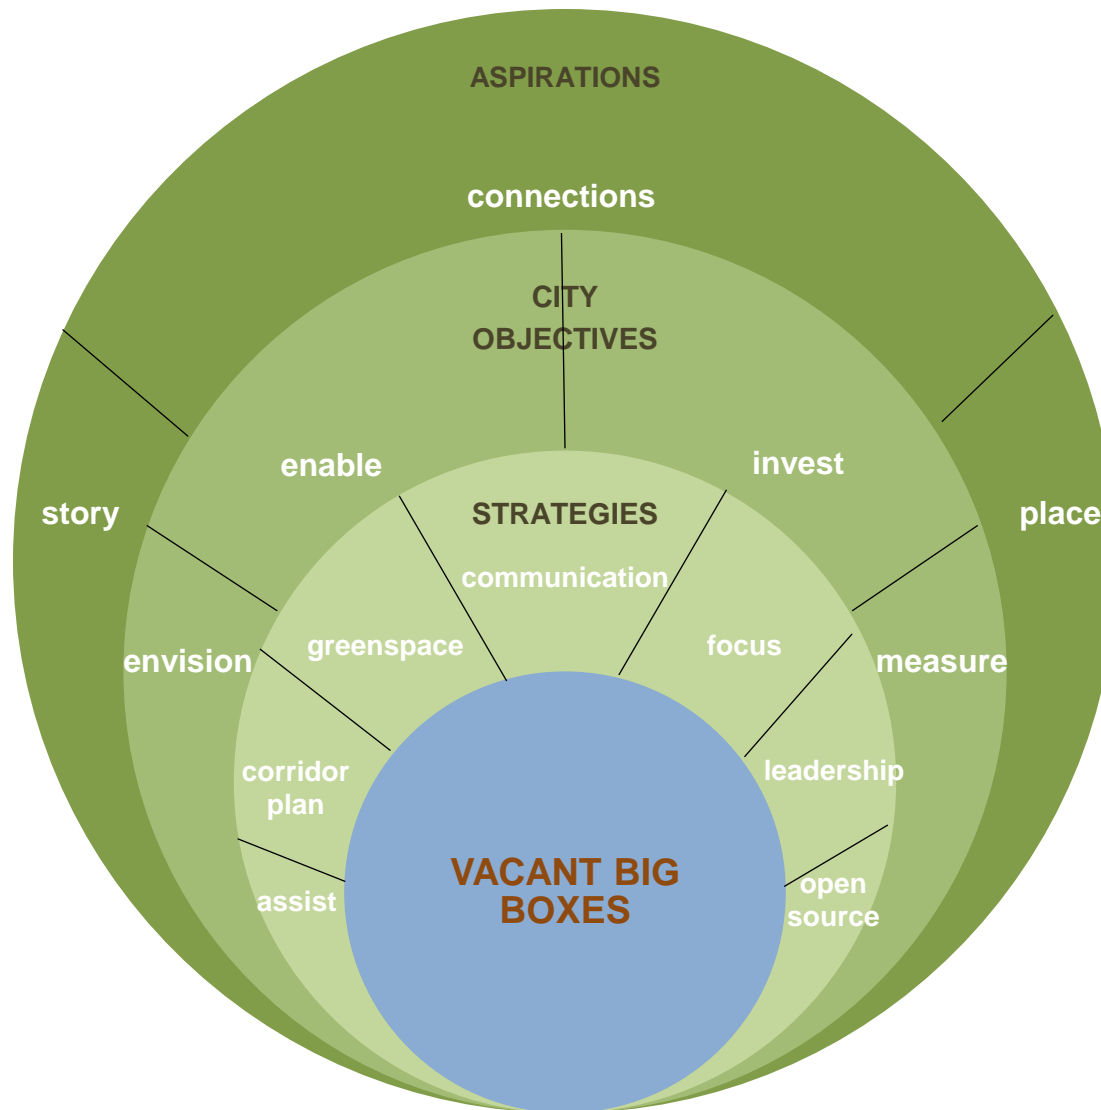 ASPIRATIONS
connections
CITY
OBJECTIVES
enable
invest
story
STRATEGIES
place
communication
greenspace
focus
envision
measure
corridor
plan
leadership
VACANT BIG
BOXES
assist
open
source